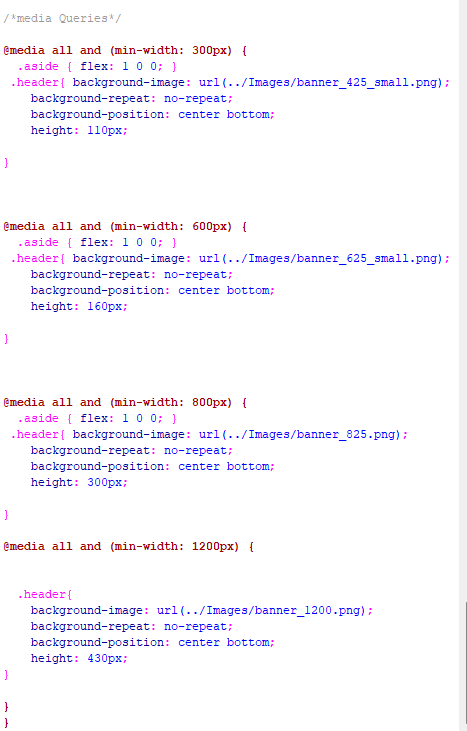 /*media Queries*/
@media all and (min-width: 300px) {
.aside { flex: 1 0 0; }
.header{ background-image: url(../Images/banner_425_small.png);
background-repeat: no-repeat;
background-position: center bottom;
height: 110px;
}
@media all and (min-width: 600px) {
.aside { flex: 1 0 0; }
.header{ background-image: url(../Images/banner_625_small.png);
background-repeat: no-repeat;
background-position: center bottom;
height: 160px;
}
@media all and (min-width: 800px) {
.aside { flex: 1 0 0; }
.header{ background-image: url(../Images/banner_825.png);
background-repeat: no-repeat;
background-position: center bottom;
height: 300px;
}
@media all and (min-width: 1200px) {
.header{
background-image: url(../Images/banner_1200.png);
background-repeat: no-repeat;
background-position: center bottom;
height: 430px;
}
}
}